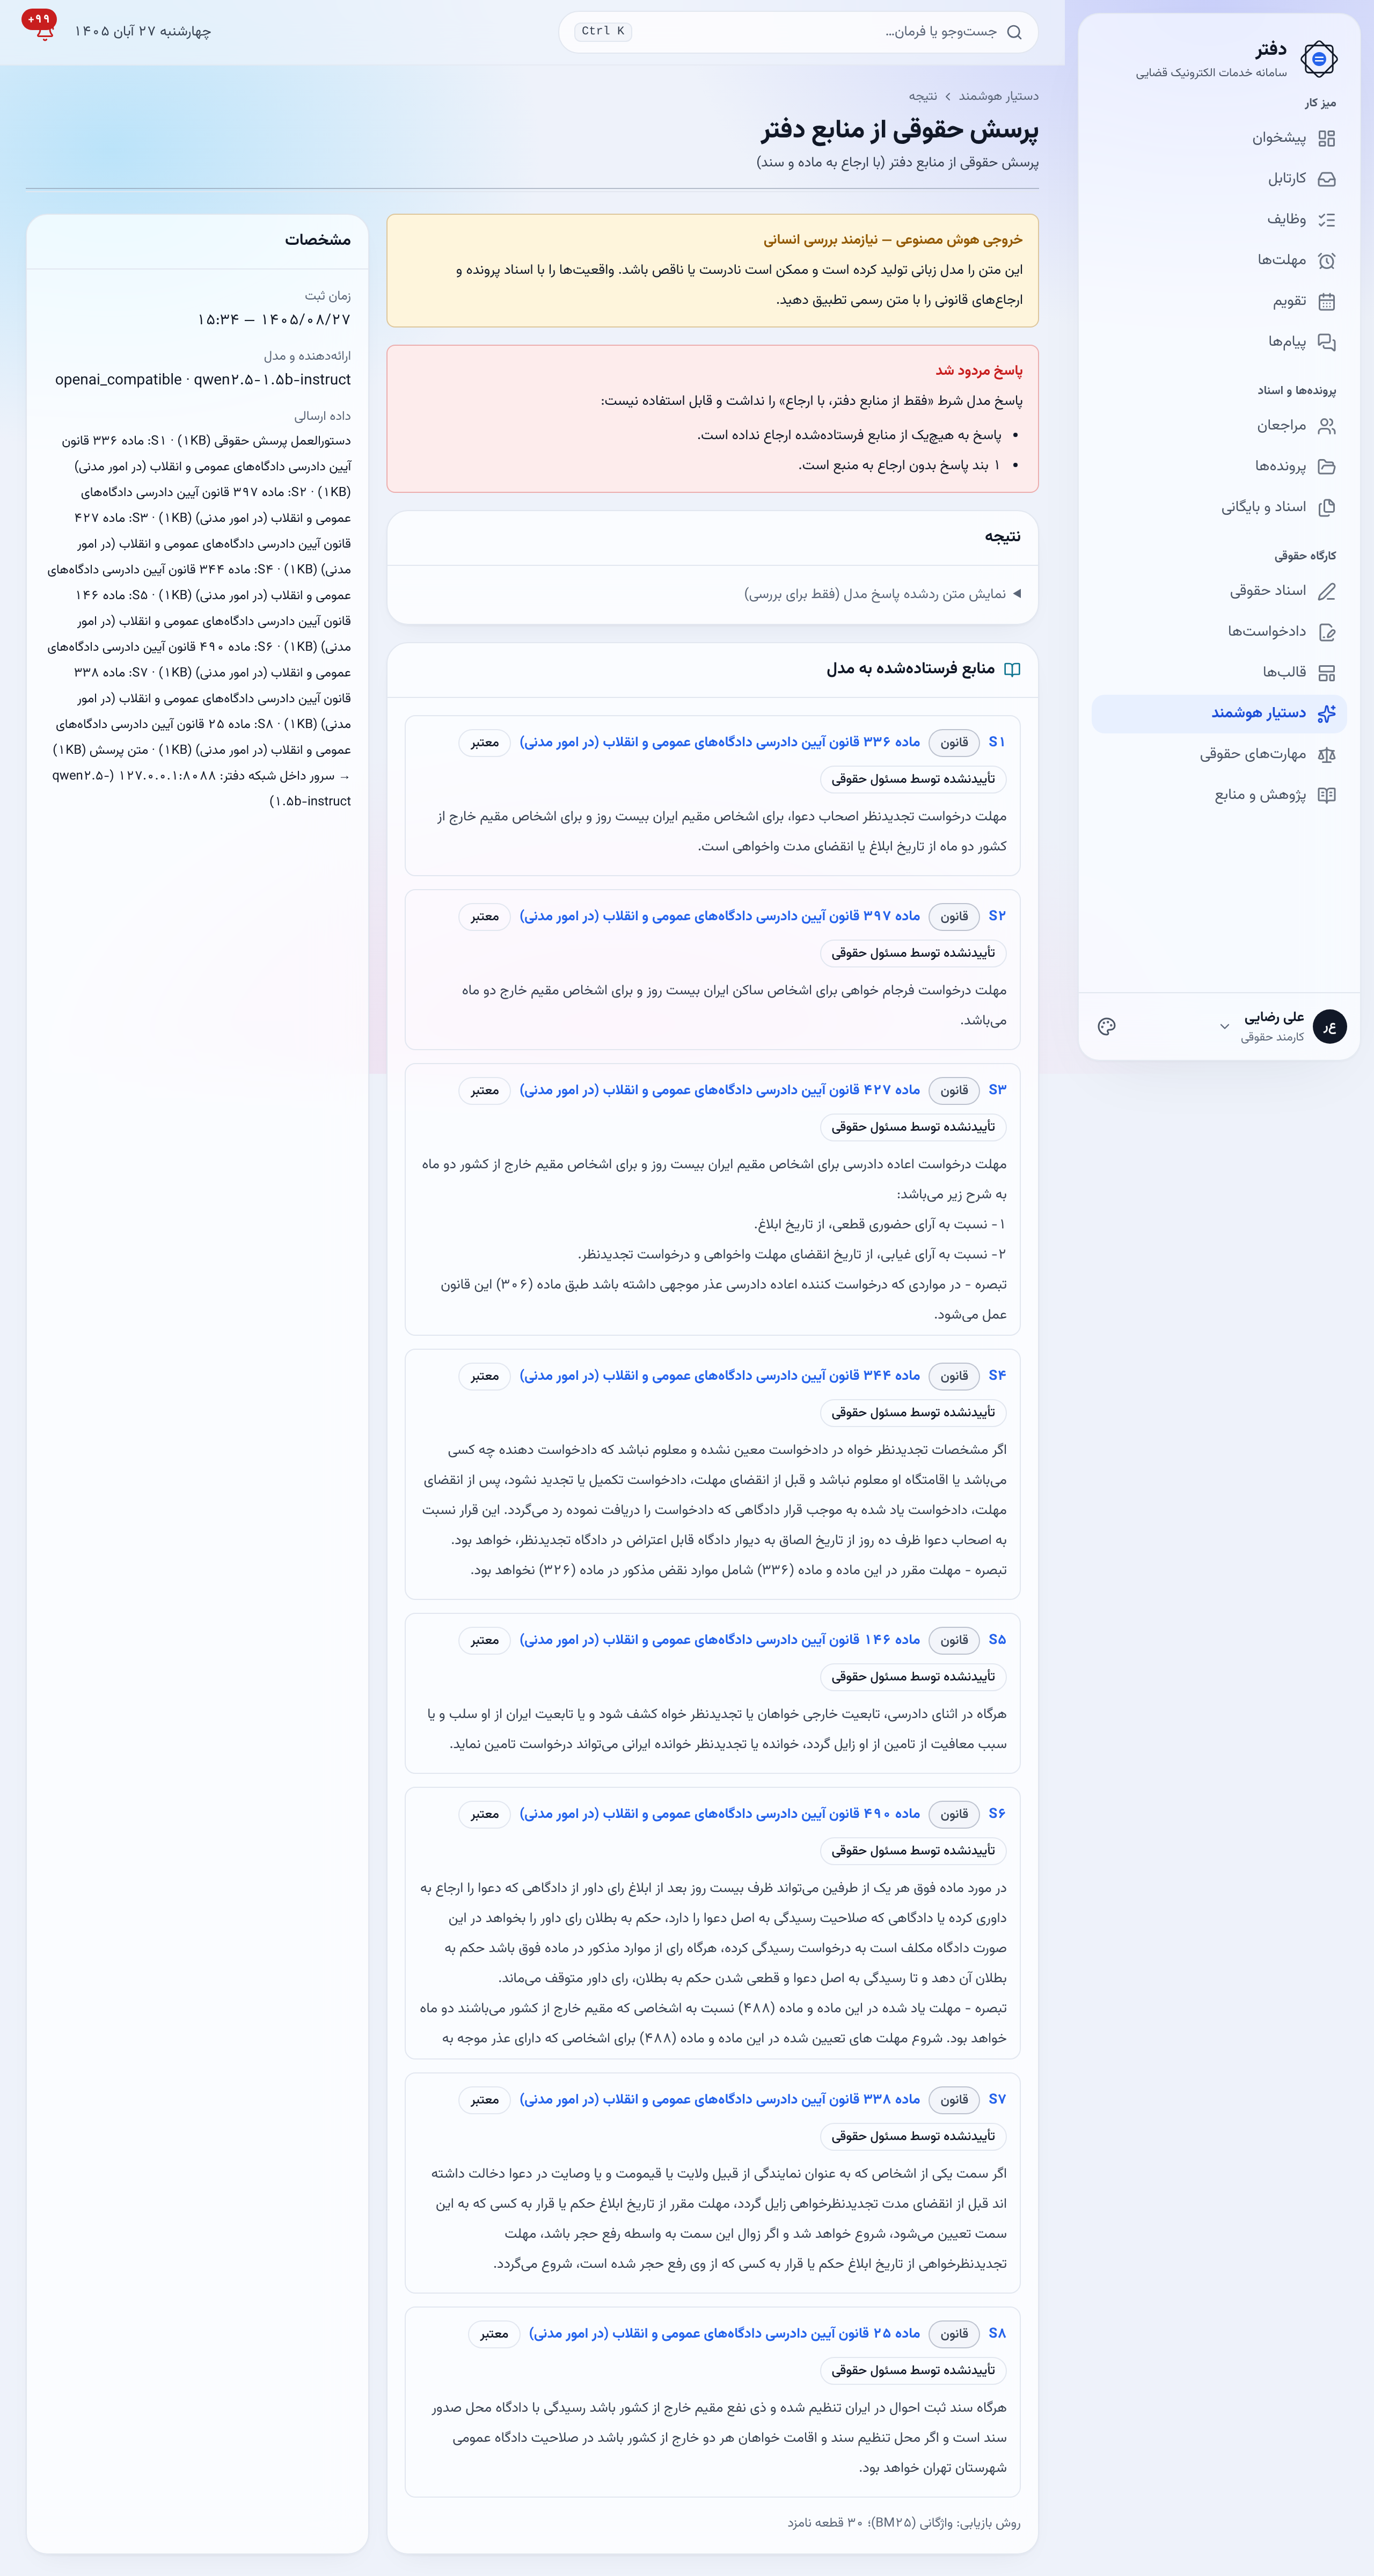 دفتر
سامانه خدمات الکترونیک قضایی
میز کار
پیشخوان
کارتابل
وظایف
مهلت‌ها
تقویم
پیام‌ها
پرونده‌ها و اسناد
مراجعان
پرونده‌ها
اسناد و بایگانی
کارگاه حقوقی
اسناد حقوقی
دادخواست‌ها
قالب‌ها
دستیار هوشمند
مهارت‌های حقوقی
پژوهش و منابع
ع‌ر
علی رضایی
کارمند حقوقی
جست‌وجو یا فرمان…
Ctrl K
چهارشنبه ۲۷ آبان ۱۴۰۵
+۹۹
دستیار هوشمند › نتیجه
پرسش حقوقی از منابع دفتر
پرسش حقوقی از منابع دفتر (با ارجاع به ماده و سند)
خروجی هوش مصنوعی — نیازمند بررسی انسانی
این متن را مدل زبانی تولید کرده است و ممکن است نادرست یا ناقص باشد. واقعیت‌ها را با اسناد پرونده و
ارجاع‌های قانونی را با متن رسمی تطبیق دهید.
پاسخ مردود شد
پاسخ مدل شرط «فقط از منابع دفتر، با ارجاع» را نداشت و قابل استفاده نیست:
• پاسخ به هیچ‌یک از منابع فرستاده‌شده ارجاع نداده است.
• ۱ بند پاسخ بدون ارجاع به منبع است.
نتیجه
◀ نمایش متن ردشده پاسخ مدل (فقط برای بررسی)
منابع فرستاده‌شده به مدل
S۱ قانون ماده ۳۳۶ قانون آیین دادرسی دادگاه‌های عمومی و انقلاب (در امور مدنی) معتبر
تأییدنشده توسط مسئول حقوقی
مهلت درخواست تجدیدنظر اصحاب دعوا، برای اشخاص مقیم ایران بیست روز و برای اشخاص مقیم خارج از
کشور دو ماه از تاریخ ابلاغ یا انقضای مدت واخواهی است.
S۲ قانون ماده ۳۹۷ قانون آیین دادرسی دادگاه‌های عمومی و انقلاب (در امور مدنی) معتبر
تأییدنشده توسط مسئول حقوقی
مهلت درخواست فرجام خواهی برای اشخاص ساکن ایران بیست روز و برای اشخاص مقیم خارج دو ماه
می‌باشد.
S۳ قانون ماده ۴۲۷ قانون آیین دادرسی دادگاه‌های عمومی و انقلاب (در امور مدنی) معتبر
تأییدنشده توسط مسئول حقوقی
مهلت درخواست اعاده دادرسی برای اشخاص مقیم ایران بیست روز و برای اشخاص مقیم خارج از کشور دو ماه
به شرح زیر می‌باشد:
۱- نسبت به آرای حضوری قطعی، از تاریخ ابلاغ.
۲- نسبت به آرای غیابی، از تاریخ انقضای مهلت واخواهی و درخواست تجدیدنظر.
تبصره - در مواردی که درخواست کننده اعاده دادرسی عذر موجهی داشته باشد طبق ماده (۳۰۶) این قانون
عمل می‌شود.
S۴ قانون ماده ۳۴۴ قانون آیین دادرسی دادگاه‌های عمومی و انقلاب (در امور مدنی) معتبر
تأییدنشده توسط مسئول حقوقی
اگر مشخصات تجدیدنظر خواه در دادخواست معین نشده و معلوم نباشد که دادخواست دهنده چه کسی
می‌باشد یا اقامتگاه او معلوم نباشد و قبل از انقضای مهلت، دادخواست تکمیل یا تجدید نشود، پس از انقضای
مهلت، دادخواست یاد شده به موجب قرار دادگاهی که دادخواست را دریافت نموده رد می‌گردد. این قرار نسبت
به اصحاب دعوا ظرف ده روز از تاریخ الصاق به دیوار دادگاه قابل اعتراض در دادگاه تجدیدنظر، خواهد بود.
تبصره - مهلت مقرر در این ماده و ماده (۳۳۶) شامل موارد نقض مذکور در ماده (۳۲۶) نخواهد بود.
S۵ قانون ماده ۱۴۶ قانون آیین دادرسی دادگاه‌های عمومی و انقلاب (در امور مدنی) معتبر
تأییدنشده توسط مسئول حقوقی
هرگاه در اثنای دادرسی، تابعیت خارجی خواهان یا تجدیدنظر خواه کشف شود و یا تابعیت ایران از او سلب و یا
سبب معافیت از تامین از او زایل گردد، خوانده یا تجدیدنظر خوانده ایرانی می‌تواند درخواست تامین نماید.
S۶ قانون ماده ۴۹۰ قانون آیین دادرسی دادگاه‌های عمومی و انقلاب (در امور مدنی) معتبر
تأییدنشده توسط مسئول حقوقی
در مورد ماده فوق هر یک از طرفین می‌تواند ظرف بیست روز بعد از ابلاغ رای داور از دادگاهی که دعوا را ارجاع به
داوری کرده یا دادگاهی که صلاحیت رسیدگی به اصل دعوا را دارد، حکم به بطلان رای داور را بخواهد در این
صورت دادگاه مکلف است به درخواست رسیدگی کرده، هرگاه رای از موارد مذکور در ماده فوق باشد حکم به
بطلان آن دهد و تا رسیدگی به اصل دعوا و قطعی شدن حکم به بطلان، رای داور متوقف می‌ماند.
تبصره - مهلت یاد شده در این ماده و ماده (۴۸۸) نسبت به اشخاصی که مقیم خارج از کشور می‌باشند دو ماه
خواهد بود. شروع مهلت های تعیین شده در این ماده و ماده (۴۸۸) برای اشخاصی که دارای عذر موجه به
S۷ قانون ماده ۳۳۸ قانون آیین دادرسی دادگاه‌های عمومی و انقلاب (در امور مدنی) معتبر
تأییدنشده توسط مسئول حقوقی
اگر سمت یکی از اشخاص که به عنوان نمایندگی از قبیل ولایت یا قیمومت و یا وصایت در دعوا دخالت داشته
اند قبل از انقضای مدت تجدیدنظرخواهی زایل گردد، مهلت مقرر از تاریخ ابلاغ حکم یا قرار به کسی که به این
سمت تعیین می‌شود، شروع خواهد شد و اگر زوال این سمت به واسطه رفع حجر باشد، مهلت
تجدیدنظرخواهی از تاریخ ابلاغ حکم یا قرار به کسی که از وی رفع حجر شده است، شروع می‌گردد.
S۸ قانون ماده ۲۵ قانون آیین دادرسی دادگاه‌های عمومی و انقلاب (در امور مدنی) معتبر
تأییدنشده توسط مسئول حقوقی
هرگاه سند ثبت احوال در ایران تنظیم شده و ذی نفع مقیم خارج از کشور باشد رسیدگی با دادگاه محل صدور
سند است و اگر محل تنظیم سند و اقامت خواهان هر دو خارج از کشور باشد در صلاحیت دادگاه عمومی
شهرستان تهران خواهد بود.
روش بازیابی: واژگانی (BM۲۵)؛ ۳۰ قطعه نامزد
مشخصات
زمان ثبت
۱۴۰۵/۰۸/۲۷ — ۱۵:۳۴
ارائه‌دهنده و مدل
openai_compatible · qwen۲.۵-۱.۵b-instruct
داده ارسالی
دستورالعمل پرسش حقوقی (۱KB) · S۱: ماده ۳۳۶ قانون
آیین دادرسی دادگاه‌های عمومی و انقلاب (در امور مدنی)
(۱KB) · S۲: ماده ۳۹۷ قانون آیین دادرسی دادگاه‌های
عمومی و انقلاب (در امور مدنی) (۱KB) · S۳: ماده ۴۲۷
قانون آیین دادرسی دادگاه‌های عمومی و انقلاب (در امور
مدنی) (۱KB) · S۴: ماده ۳۴۴ قانون آیین دادرسی دادگاه‌های
عمومی و انقلاب (در امور مدنی) (۱KB) · S۵: ماده ۱۴۶
قانون آیین دادرسی دادگاه‌های عمومی و انقلاب (در امور
مدنی) (۱KB) · S۶: ماده ۴۹۰ قانون آیین دادرسی دادگاه‌های
عمومی و انقلاب (در امور مدنی) (۱KB) · S۷: ماده ۳۳۸
قانون آیین دادرسی دادگاه‌های عمومی و انقلاب (در امور
مدنی) (۱KB) · S۸: ماده ۲۵ قانون آیین دادرسی دادگاه‌های
عمومی و انقلاب (در امور مدنی) (۱KB) · متن پرسش (۱KB)
→ سرور داخل شبکه دفتر: ۱۲۷.۰.۰.۱:۸۰۸۸ (qwen۲.۵-
۱.۵b-instruct)